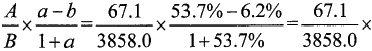 A/B × a−b/1+a = 67.1/3858.0 × 53.7%−6.2%/1+53.7% = 67.1/3858.0 ×